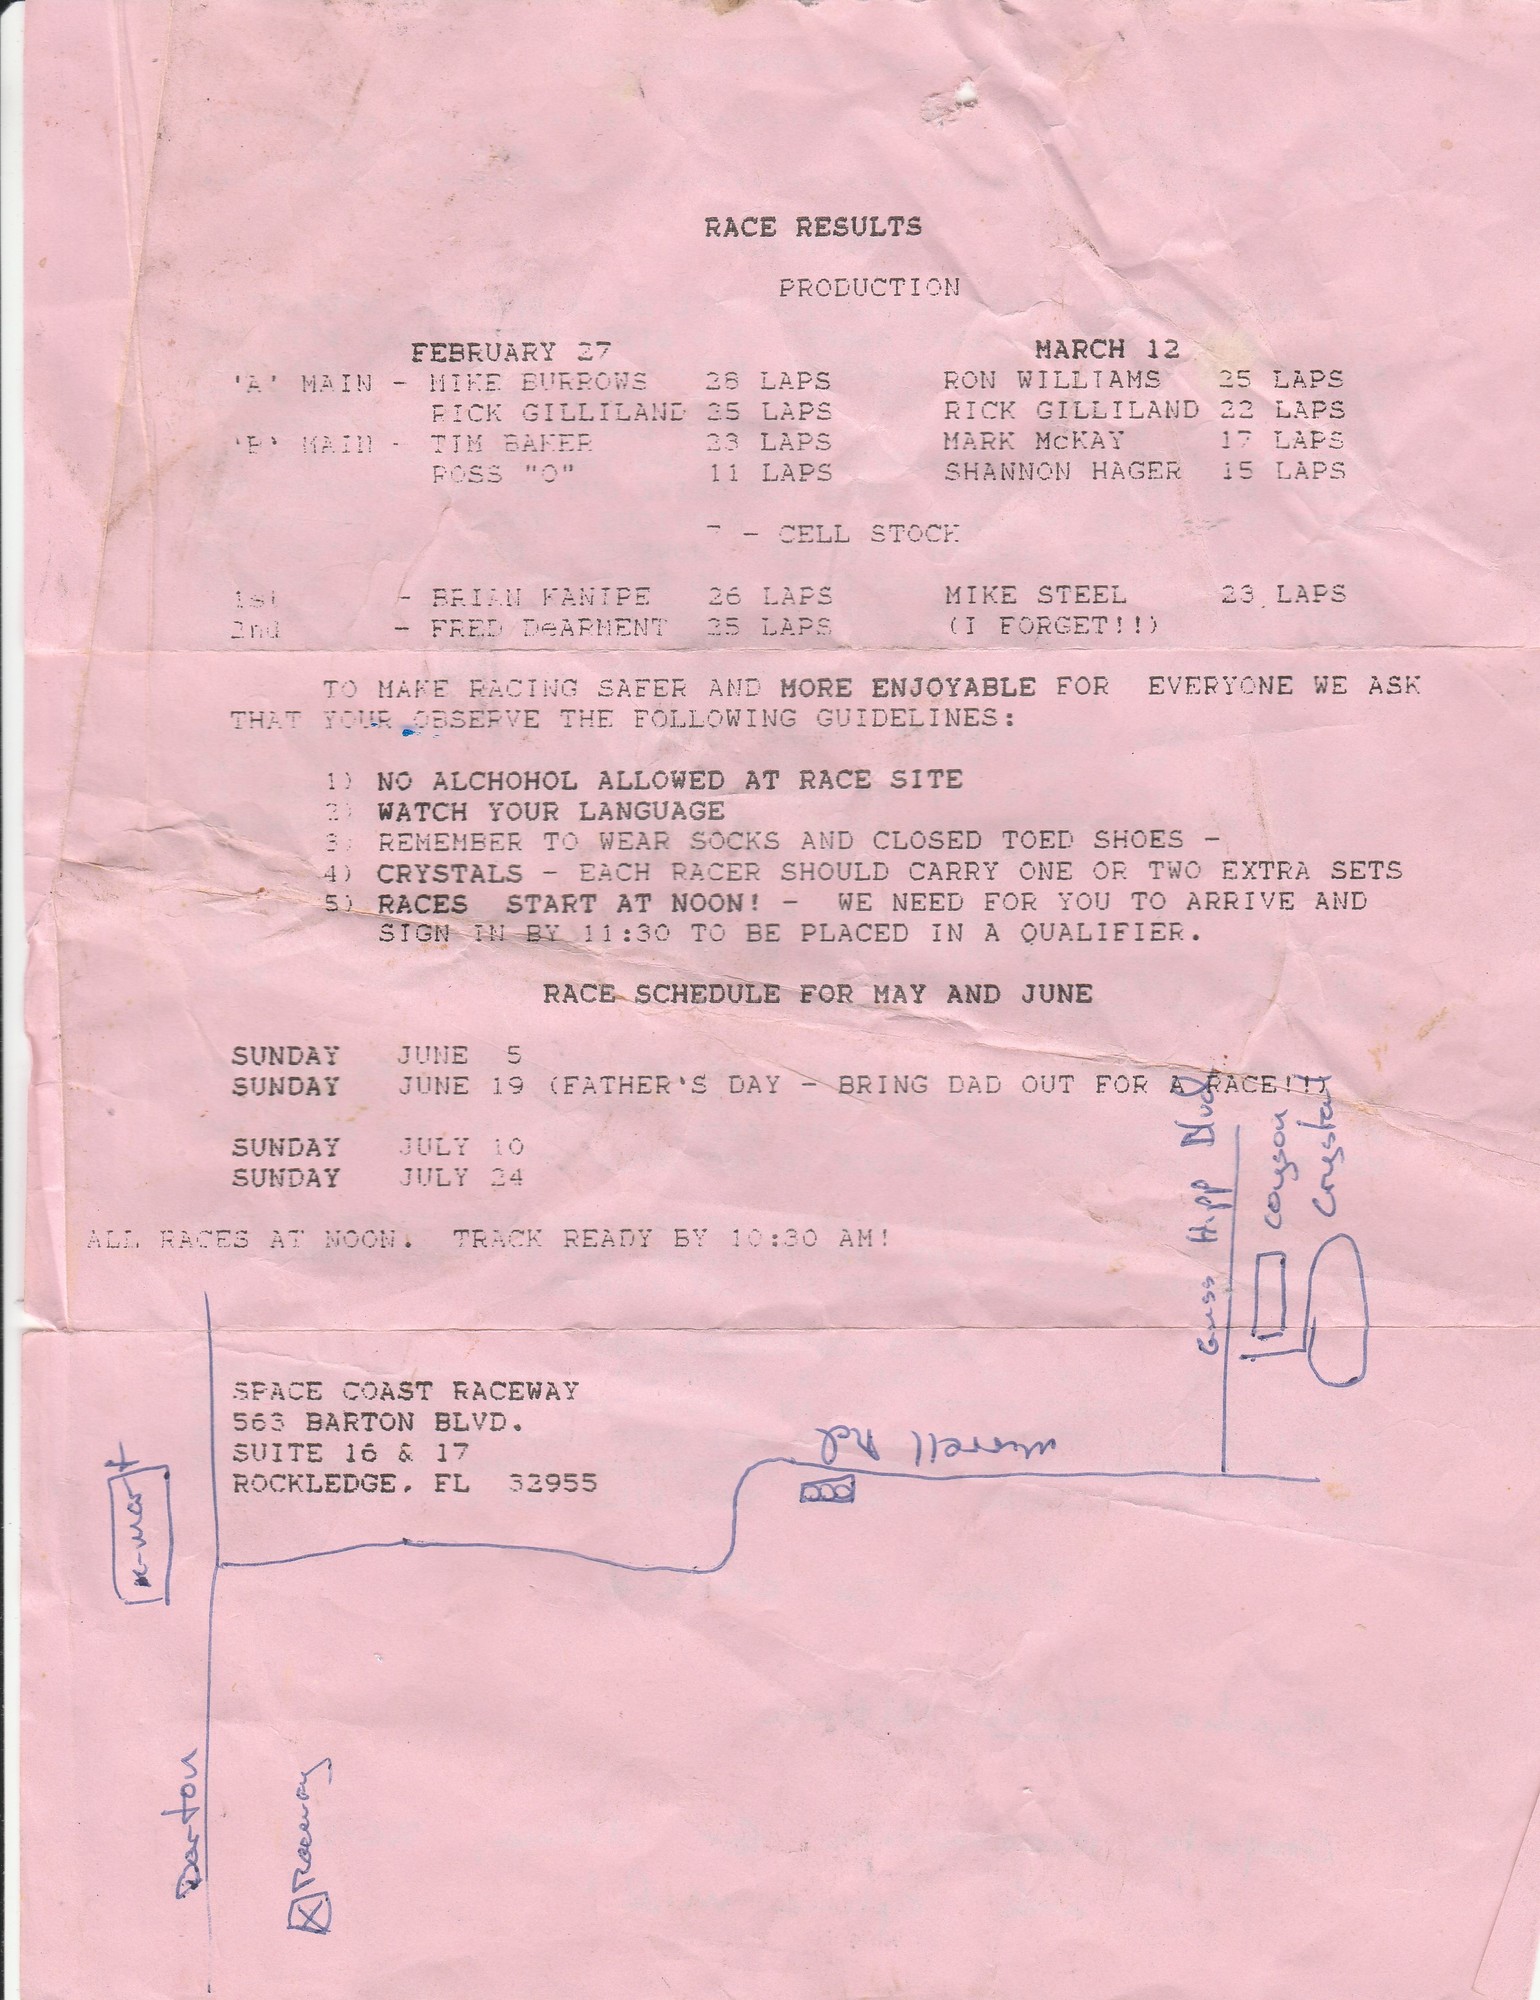 RACE RESULTS
PRODUCTION
FEBRUARY 27 MARCH 12
'A' MAIN - MIKE BURROWS 28 LAPS RON WILLIAMS 25 LAPS
RICK GILLILAND 25 LAPS RICK GILLILAND 22 LAPS
'B' MAIN - TIM BAKER 23 LAPS MARK McKAY 17 LAPS
ROSS "O" 11 LAPS SHANNON HAGER 15 LAPS
- CELL STOCK
1st - BRIAN KANIPE 26 LAPS MIKE STEEL 23 LAPS
2nd - FRED DeARMENT 25 LAPS (I FORGET!!)
TO MAKE RACING SAFER AND MORE ENJOYABLE FOR EVERYONE WE ASK
THAT YOUR OBSERVE THE FOLLOWING GUIDELINES:
1) NO ALCHOHOL ALLOWED AT RACE SITE
2) WATCH YOUR LANGUAGE
3) REMEMBER TO WEAR SOCKS AND CLOSED TOED SHOES -
4) CRYSTALS - EACH RACER SHOULD CARRY ONE OR TWO EXTRA SETS
5) RACES START AT NOON! - WE NEED FOR YOU TO ARRIVE AND
SIGN IN BY 11:30 TO BE PLACED IN A QUALIFIER.
RACE SCHEDULE FOR MAY AND JUNE
SUNDAY JUNE 5
SUNDAY JUNE 19 (FATHER'S DAY - BRING DAD OUT FOR A RACE!!)
SUNDAY JULY 10
SUNDAY JULY 24
ALL RACES AT NOON! TRACK READY BY 10:30 AM!
Guss Hipp Blvd
Crystal
SPACE COAST RACEWAY
563 BARTON BLVD.
SUITE 16 & 17
ROCKLEDGE, FL 32955
Murrell Rd
K-mart
Barton
Raceway